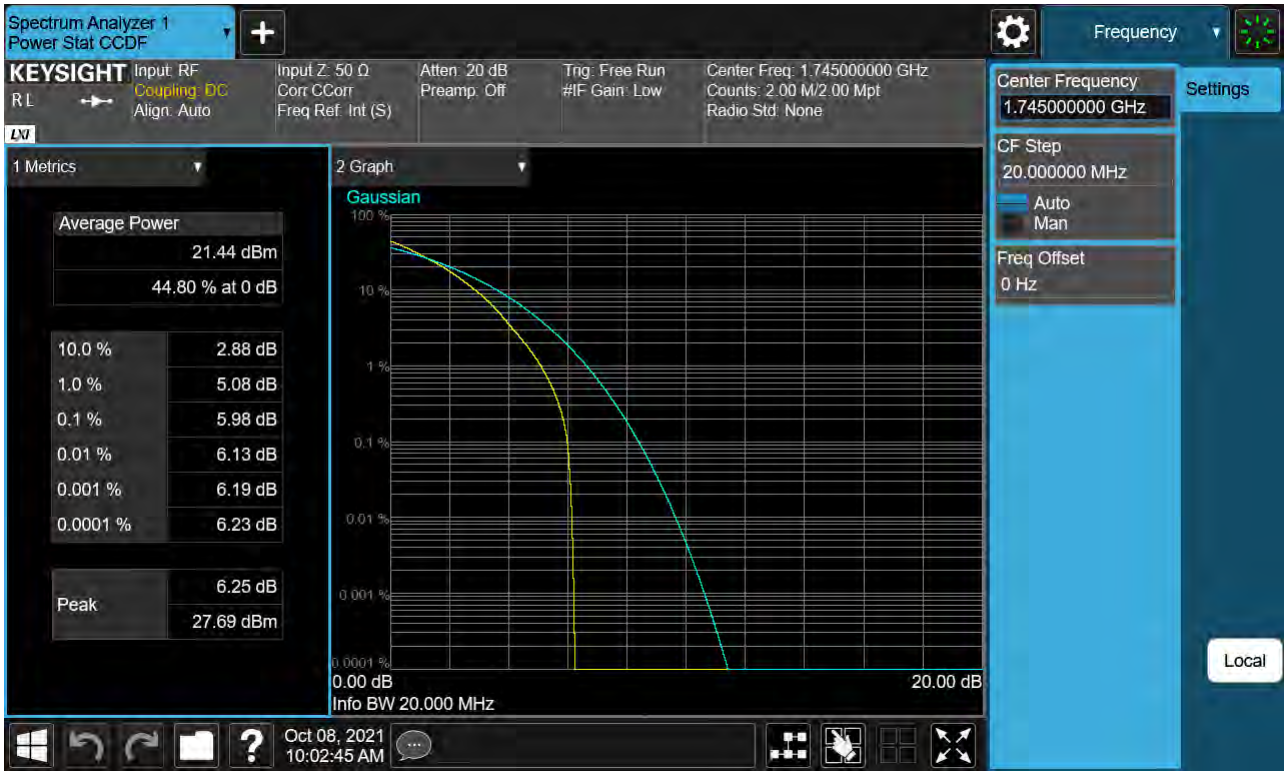 Spectrum Analyzer 1
Power Stat CCDF
Frequency
KEYSIGHT
RL
LXI
Input: RF
Coupling: DC
Align: Auto
Input Z: 50 Ω
Corr CCorr
Freq Ref: Int (S)
Atten: 20 dB
Preamp: Off
Trig: Free Run
#IF Gain: Low
Center Freq: 1.745000000 GHz
Counts: 2.00 M/2.00 Mpt
Radio Std: None
Center Frequency
1.745000000 GHz
Settings
CF Step
20.000000 MHz
Auto
Man
Freq Offset
0 Hz
Local
1 Metrics
Average Power
21.44 dBm
44.80 % at 0 dB
10.0 % 2.88 dB
1.0 % 5.08 dB
0.1 % 5.98 dB
0.01 % 6.13 dB
0.001 % 6.19 dB
0.0001 % 6.23 dB
Peak
6.25 dB
27.69 dBm
2 Graph
Gaussian
100 %
10 %
1 %
0.1 %
0.01 %
0.001 %
0.0001 %
0.00 dB 20.00 dB
Info BW 20.000 MHz
?
Oct 08, 2021
10:02:45 AM